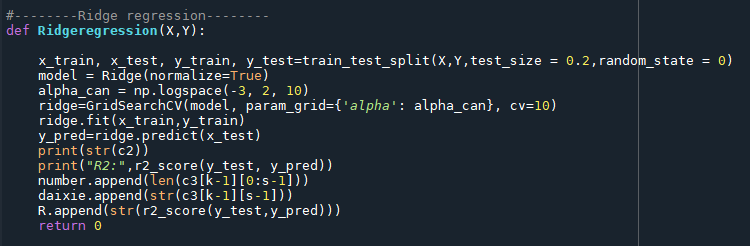 #--------Ridge regression--------
def Ridgeregression(X,Y):
x_train, x_test, y_train, y_test=train_test_split(X,Y,test_size = 0.2,random_state = 0)
model = Ridge(normalize=True)
alpha_can = np.logspace(-3, 2, 10)
ridge=GridSearchCV(model, param_grid={'alpha': alpha_can}, cv=10)
ridge.fit(x_train,y_train)
y_pred=ridge.predict(x_test)
print(str(c2))
print("R2:",r2_score(y_test, y_pred))
number.append(len(c3[k-1][0:s-1]))
daixie.append(str(c3[k-1][s-1]))
R.append(str(r2_score(y_test,y_pred)))
return 0